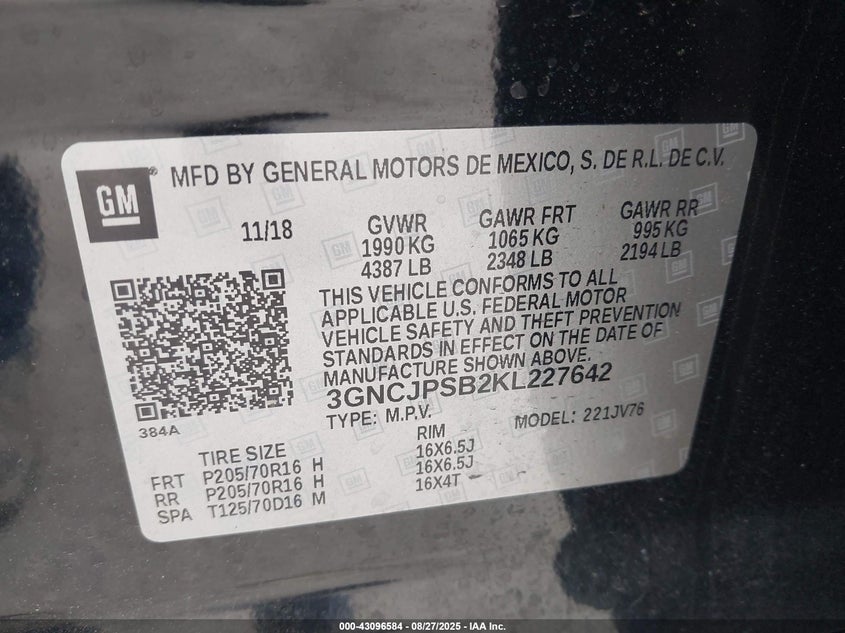 GM
MFD BY GENERAL MOTORS DE MEXICO, S. DE R.L. DE C.V.
11/18
GVWR
1990 KG
4387 LB
GAWR FRT
1065 KG
2348 LB
GAWR RR
995 KG
2194 LB
THIS VEHICLE CONFORMS TO ALL
APPLICABLE U.S. FEDERAL MOTOR
VEHICLE SAFETY AND THEFT PREVENTION
STANDARDS IN EFFECT ON THE DATE OF
MANUFACTURE SHOWN ABOVE.
3GNCJPSB2KL227642
TYPE: M.P.V. MODEL: 221JV76
384A
TIRE SIZE RIM
FRT P205/70R16 H 16X6.5J
RR P205/70R16 H 16X6.5J
SPA T125/70D16 M 16X4T
000-43096584 | 08/27/2025 - IAA Inc.